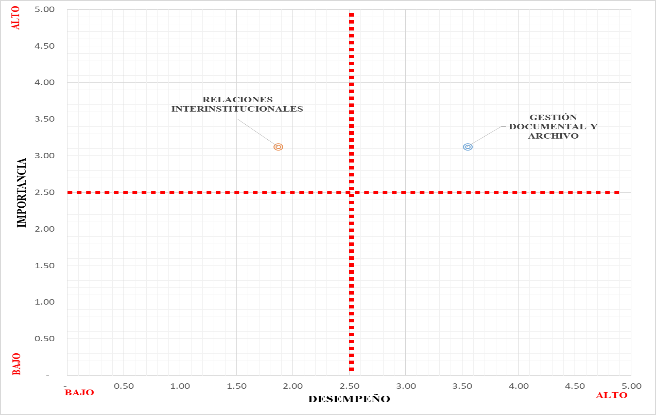 ALTO
5.00
4.50
4.00
3.50
3.00
2.50
2.00
1.50
1.00
0.50
-
IMPORTANCIA
BAJO
RELACIONES
INTERINSTITUCIONALES
GESTIÓN
DOCUMENTAL Y
ARCHIVO
- 0.50 1.00 1.50 2.00 2.50 3.00 3.50 4.00 4.50 5.00
BAJO
DESEMPEÑO
ALTO